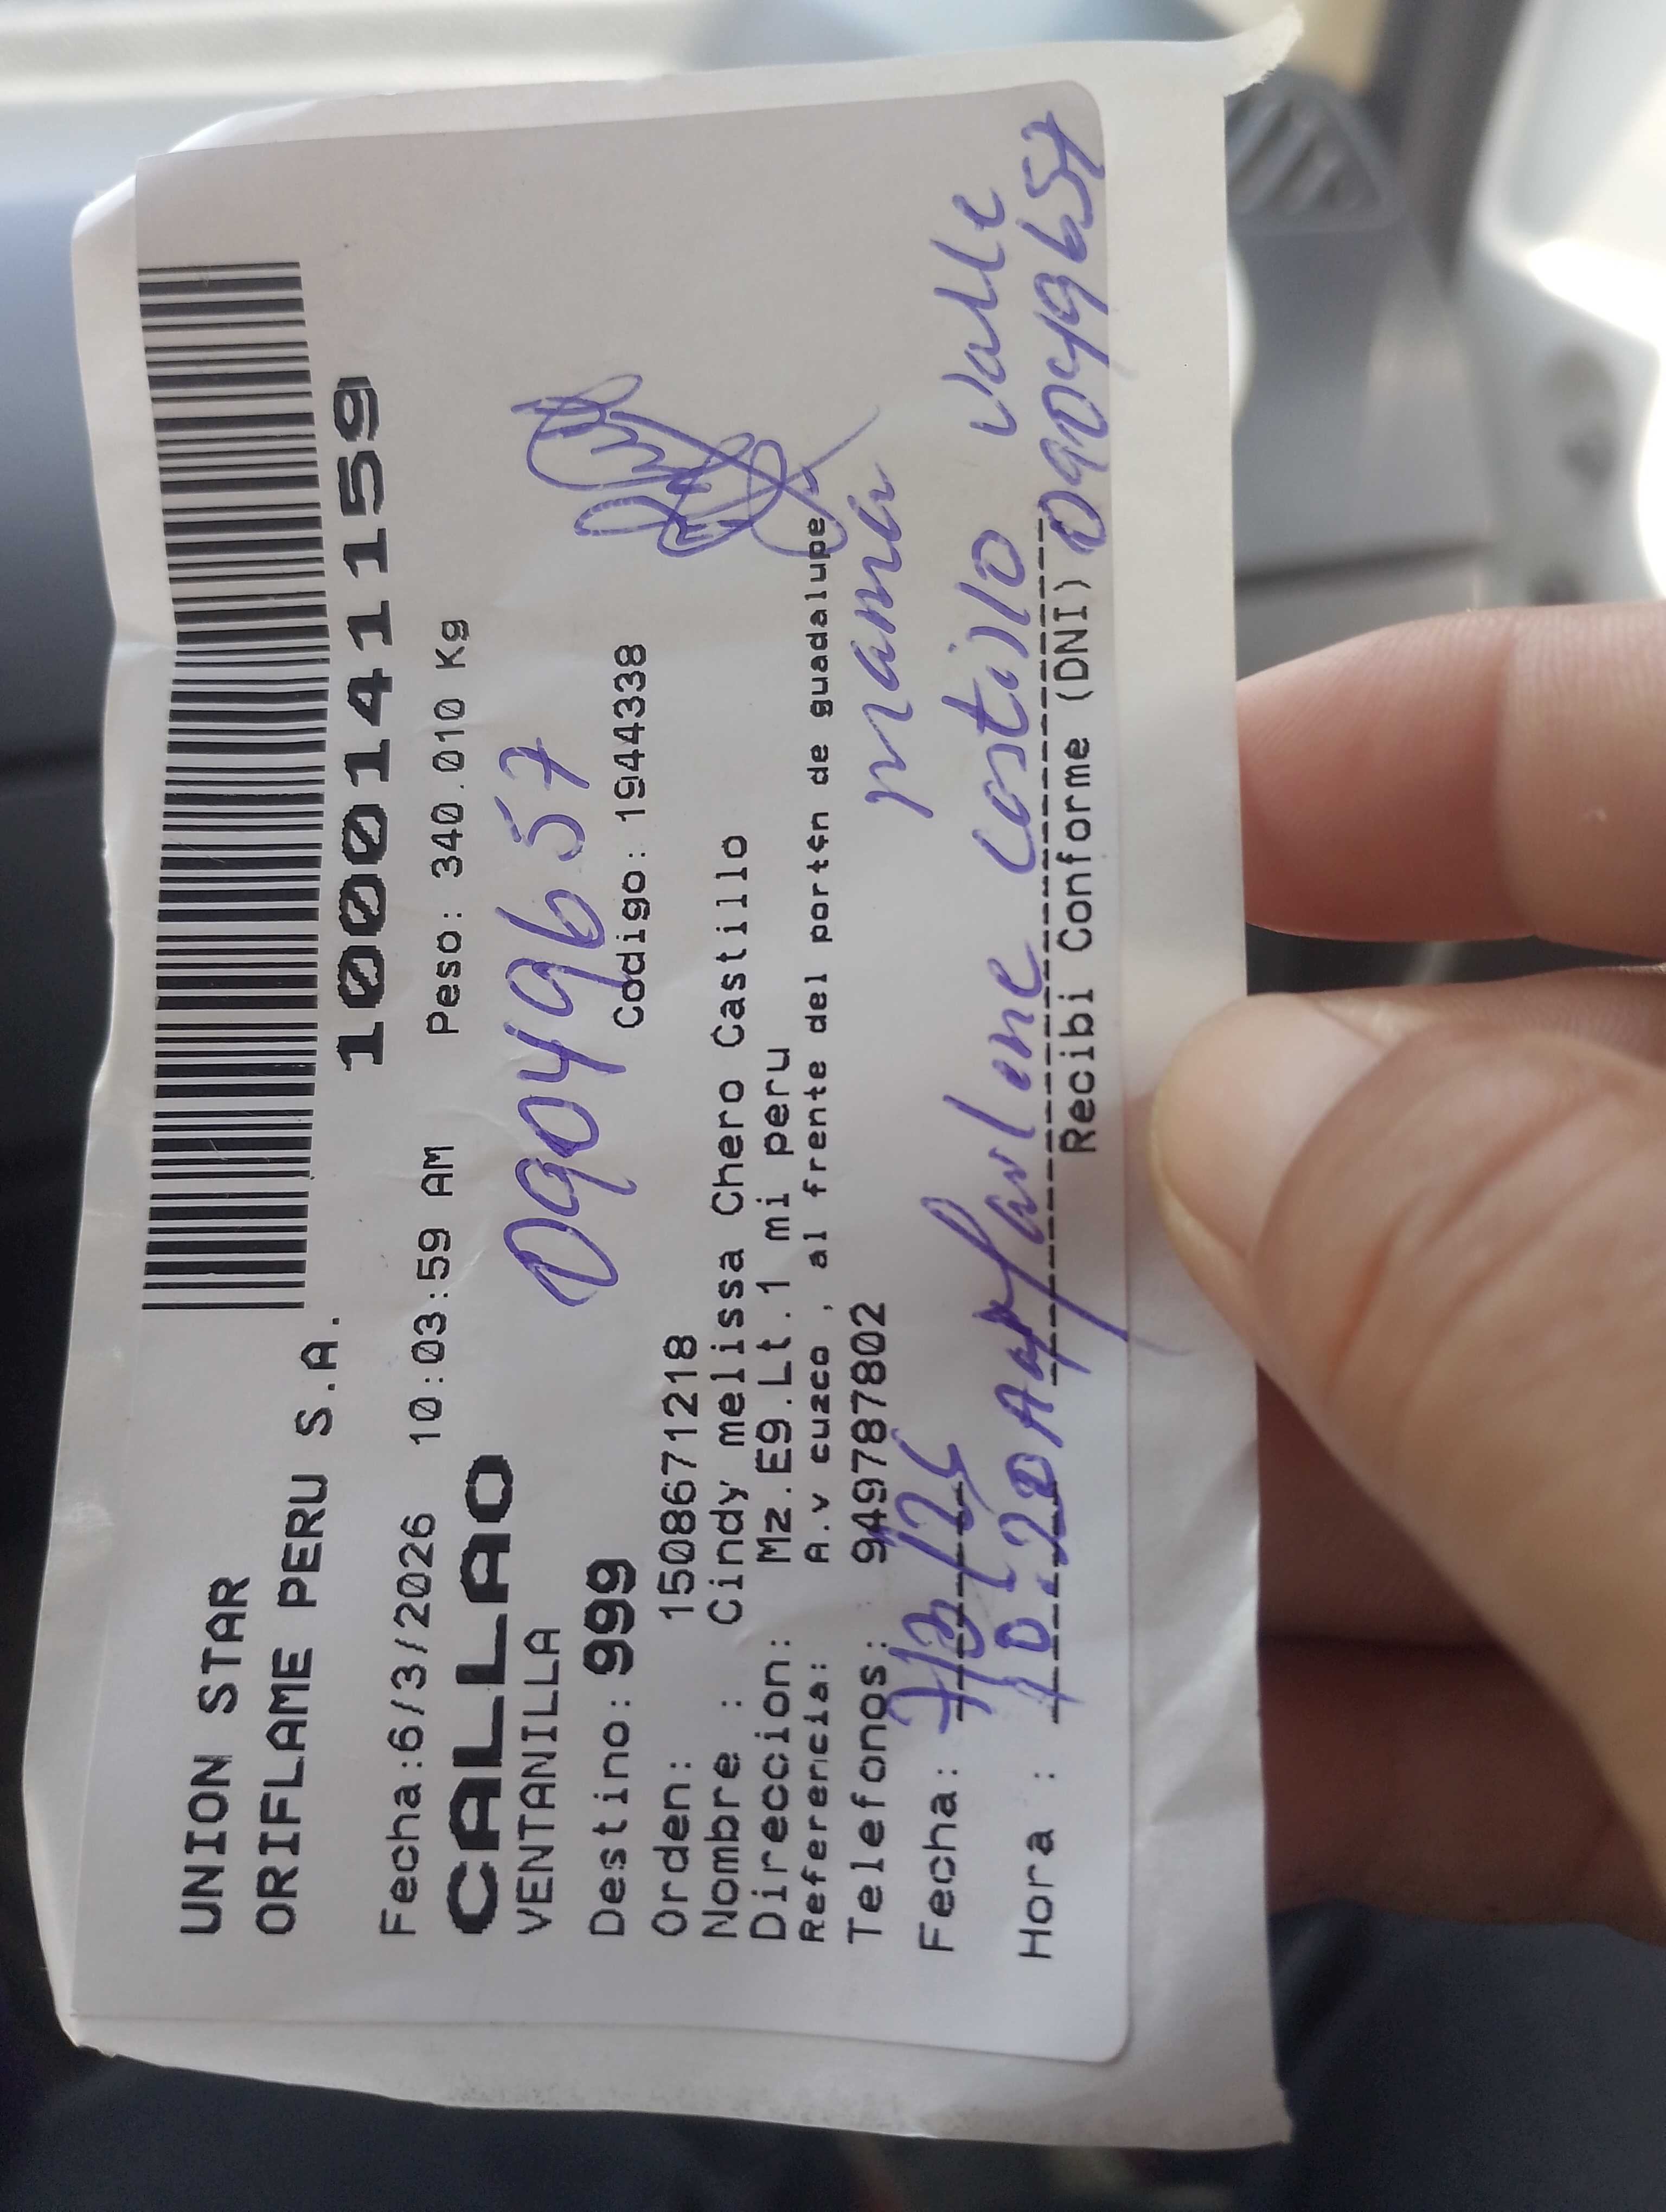 UNION STAR
ORIFLAME PERU S.A.
1000141159
Fecha:6/3/2026 10:03:59 AM Peso: 340.010 Kg
CALLAO
VENTANILLA
09049657
Destino: 999 Codigo: 1944338
Orden: 1508671218
Nombre : Cindy melissa Chero Castillo
Direccion: Mz.E9.Lt.1 mi peru
Referencia: A.v cuzco , al frente del portón de guadalupe
Telefonos: 949787802
mama
Fecha: 7/3/26
castillo valle
Hora : 10:20AM
Recibi Conforme (DNI) 09049657